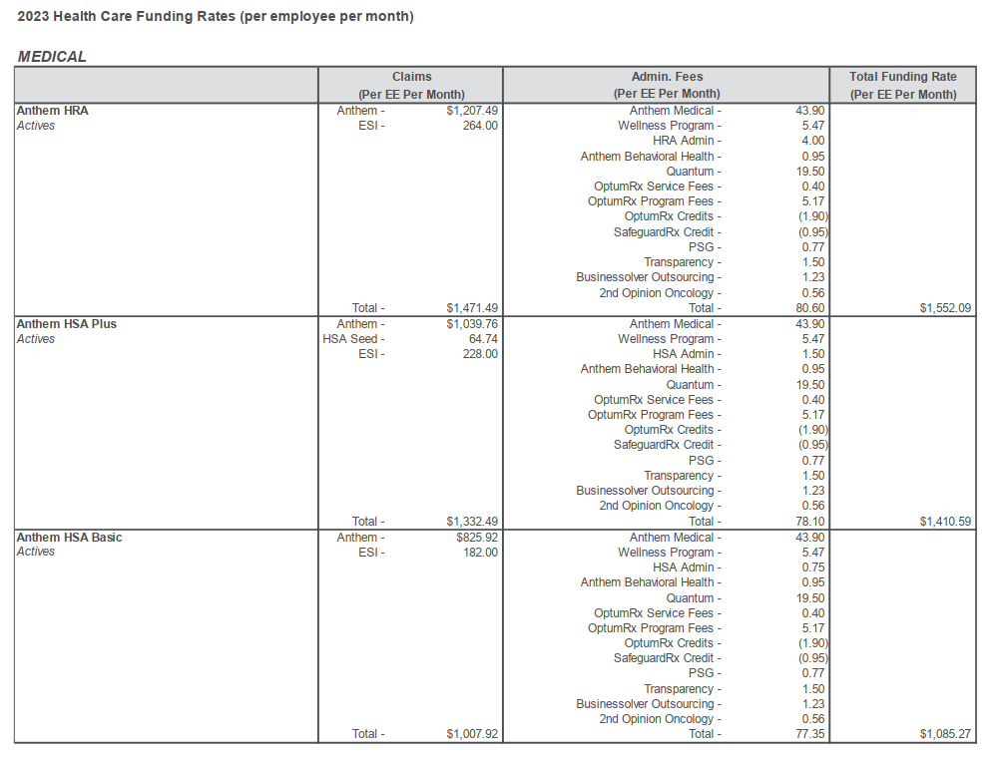 2023 Health Care Funding Rates (per employee per month)
MEDICAL
Claims Admin. Fees Total Funding Rate
(Per EE Per Month) (Per EE Per Month) (Per EE Per Month)
Anthem HRA Anthem - $1,207.49 Anthem Medical - 43.90
Actives ESI - 264.00 Wellness Program - 5.47
HRA Admin - 4.00
Anthem Behavioral Health - 0.95
Quantum - 19.50
OptumRx Service Fees - 0.40
OptumRx Program Fees - 5.17
OptumRx Credits - (1.90)
SafeguardRx Credit - (0.95)
PSG - 0.77
Transparency - 1.50
Businessolver Outsourcing - 1.23
2nd Opinion Oncology - 0.56
Total - $1,471.49 Total - 80.60 $1,552.09
Anthem HSA Plus Anthem - $1,039.76 Anthem Medical - 43.90
Actives HSA Seed - 64.74 Wellness Program - 5.47
ESI - 228.00 HSA Admin - 1.50
Anthem Behavioral Health - 0.95
Quantum - 19.50
OptumRx Service Fees - 0.40
OptumRx Program Fees - 5.17
OptumRx Credits - (1.90)
SafeguardRx Credit - (0.95)
PSG - 0.77
Transparency - 1.50
Businessolver Outsourcing - 1.23
2nd Opinion Oncology - 0.56
Total - $1,332.49 Total - 78.10 $1,410.59
Anthem HSA Basic Anthem - $825.92 Anthem Medical - 43.90
Actives ESI - 182.00 Wellness Program - 5.47
HSA Admin - 0.75
Anthem Behavioral Health - 0.95
Quantum - 19.50
OptumRx Service Fees - 0.40
OptumRx Program Fees - 5.17
OptumRx Credits - (1.90)
SafeguardRx Credit - (0.95)
PSG - 0.77
Transparency - 1.50
Businessolver Outsourcing - 1.23
2nd Opinion Oncology - 0.56
Total - $1,007.92 Total - 77.35 $1,085.27